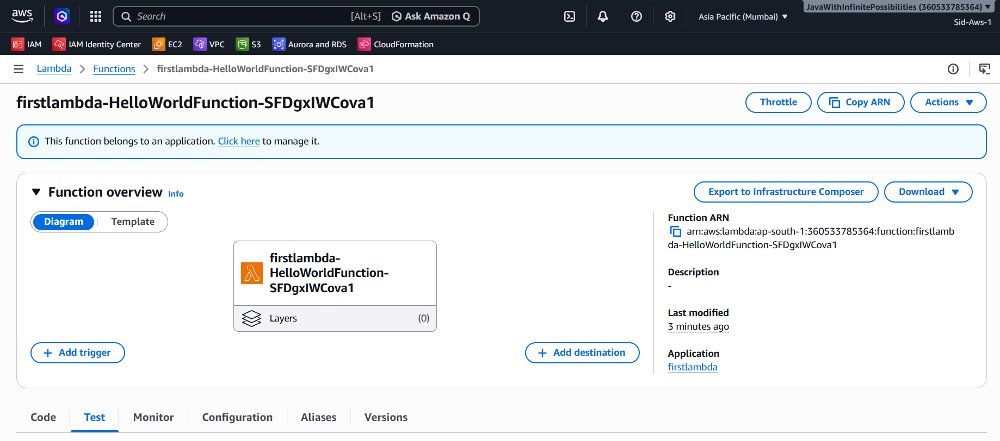 aws
Search
[Alt+S]
Ask Amazon Q
Asia Pacific (Mumbai)
JavaWithInfinitePossibilities (360533785364)
Sid-Aws-1
IAM
IAM Identity Center
EC2
VPC
S3
Aurora and RDS
CloudFormation
Lambda
Functions
firstlambda-HelloWorldFunction-SFDgxIWCova1
firstlambda-HelloWorldFunction-SFDgxIWCova1
Throttle
Copy ARN
Actions
This function belongs to an application. Click here to manage it.
Function overview Info
Export to Infrastructure Composer
Download
Diagram
Template
firstlambda-
HelloWorldFunction-
SFDgxIWCova1
Layers
(0)
Add trigger
Add destination
Function ARN
arn:aws:lambda:ap-south-1:360533785364:function:firstlamb
da-HelloWorldFunction-SFDgxIWCova1
Description
-
Last modified
3 minutes ago
Application
firstlambda
Code
Test
Monitor
Configuration
Aliases
Versions